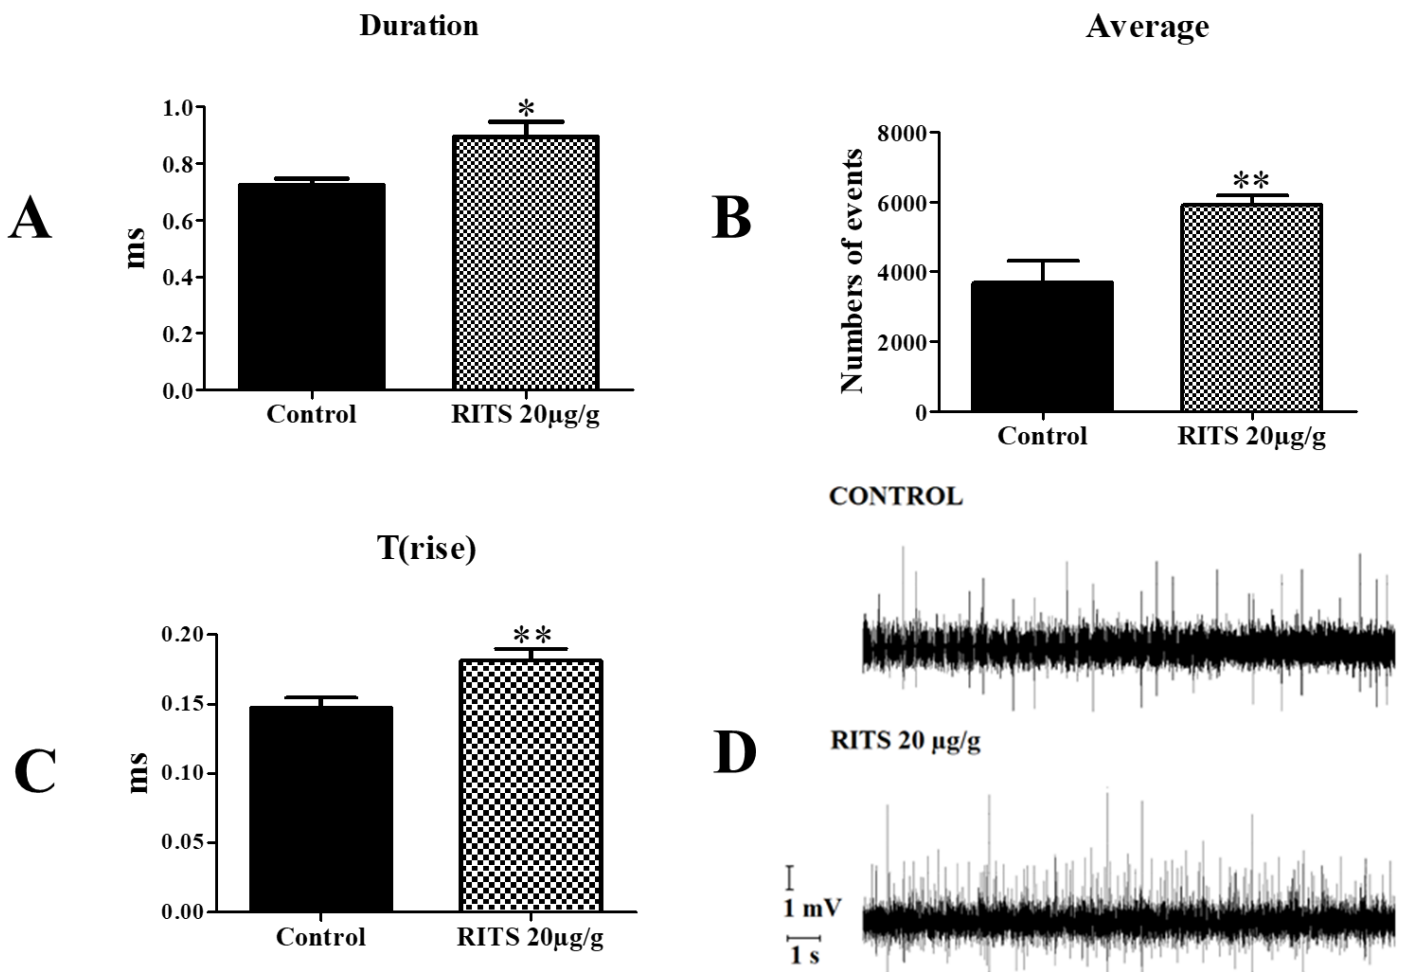 Duration
A
ms
1.0
0.8
0.6
0.4
0.2
0.0
*
Control
RITS 20µg/g
Average
B
Numbers of events
8000
6000
4000
2000
0
**
Control
RITS 20µg/g
T(rise)
C
ms
0.20
0.15
0.10
0.05
0.00
**
Control
RITS 20µg/g
CONTROL
D
RITS 20 µg/g
1 mV
1 s